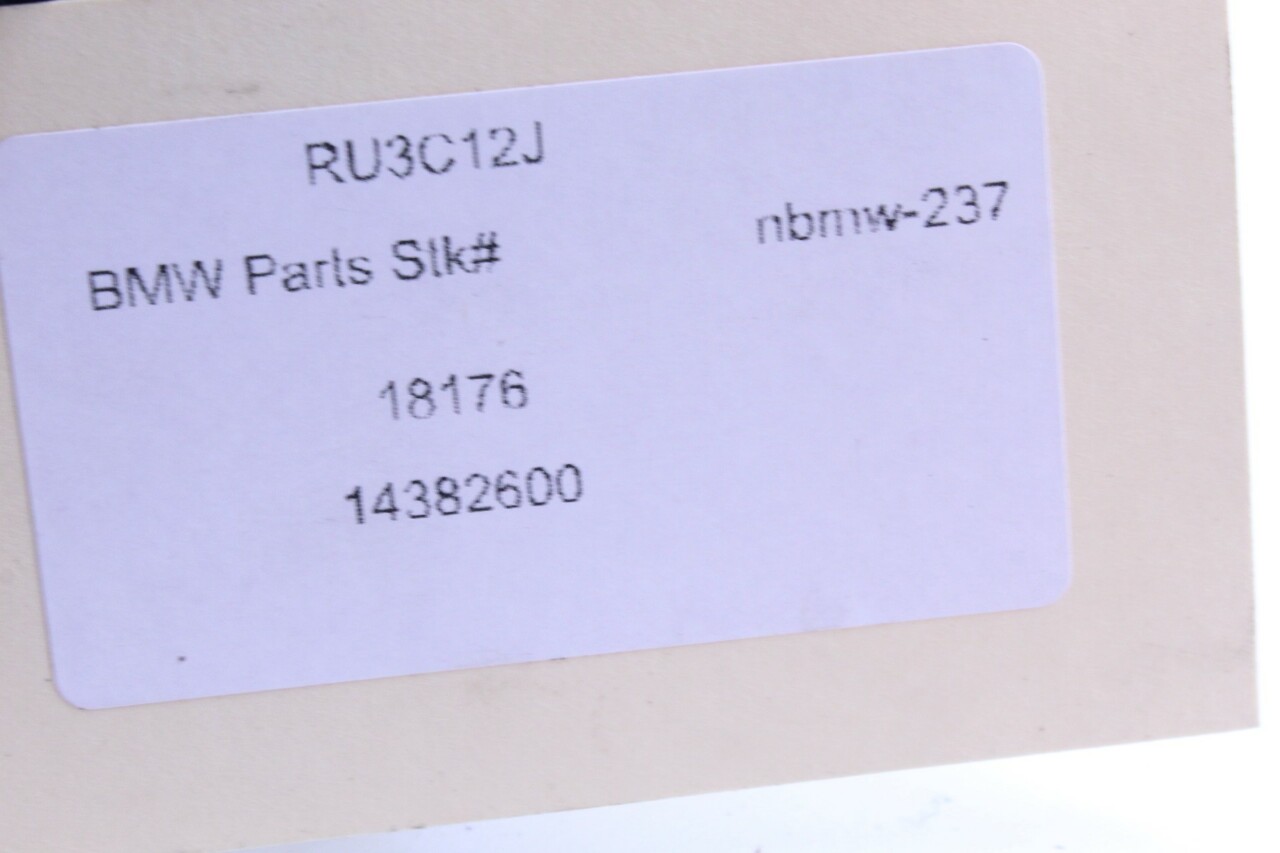 RU3C12J
BMW Parts Stk# nbmw-237
18176
14382600